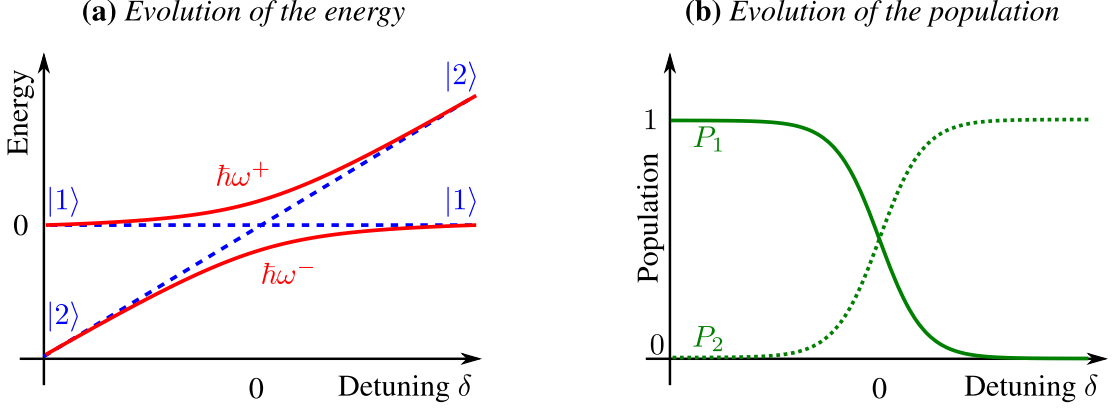 (a) Evolution of the energy
Energy
|2⟩
ħω⁺
|1⟩
|1⟩
0
ħω⁻
|2⟩
0
Detuning δ
(b) Evolution of the population
Population
1
P₁
0
P₂
0
Detuning δ